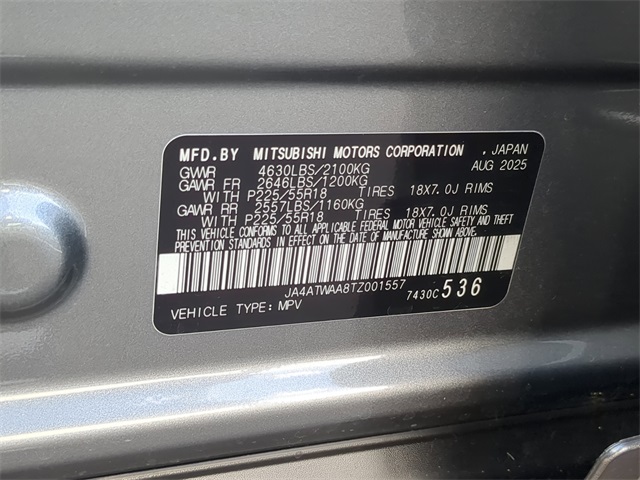 MFD.BY MITSUBISHI MOTORS CORPORATION , JAPAN
GVWR 4630LBS/2100KG AUG 2025
GAWR FR 2646LBS/1200KG
WITH P225/55R18 TIRES 18X7.0J RIMS
GAWR RR 2557LBS/1160KG
WITH P225/55R18 TIRES 18X7.0J RIMS
THIS VEHICLE CONFORMS TO ALL APPLICABLE FEDERAL MOTOR VEHICLE SAFETY AND THEFT
PREVENTION STANDARDS IN EFFECT ON THE DATE OF MANUFACTURE SHOWN ABOVE.
JA4ATWAA8TZ001557
VEHICLE TYPE: MPV 7430C 536